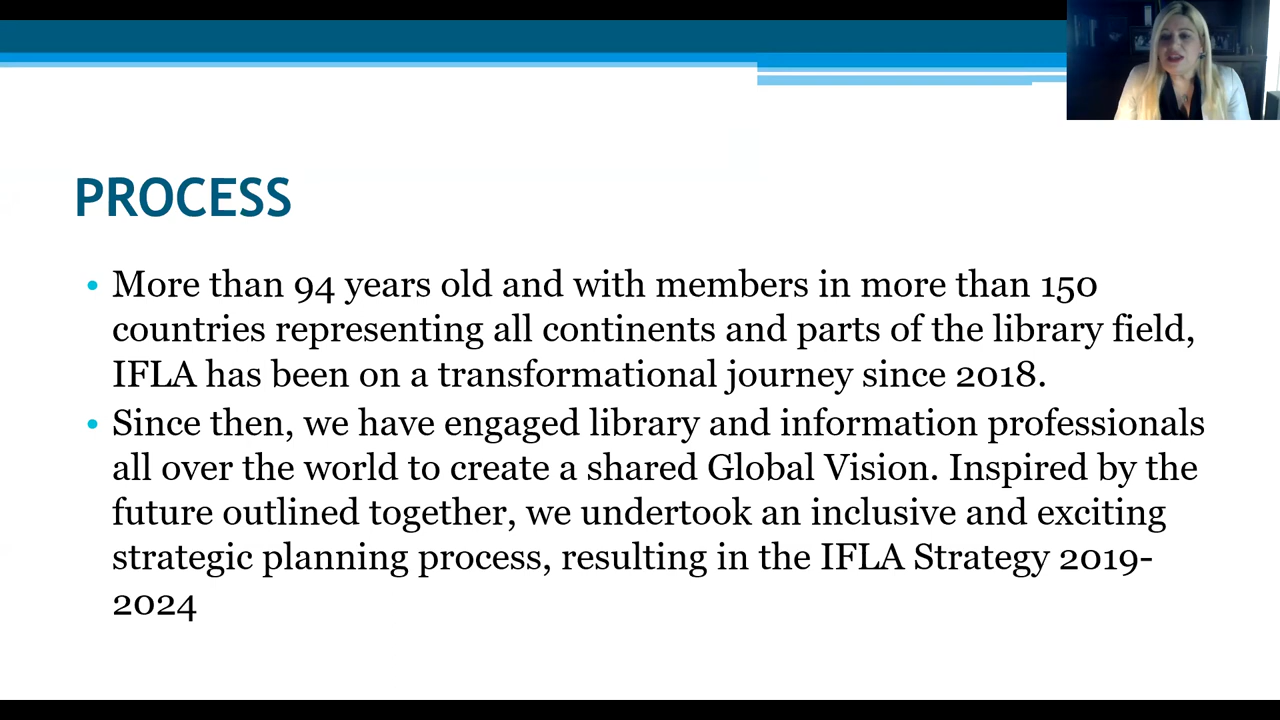 PROCESS
• More than 94 years old and with members in more than 150
countries representing all continents and parts of the library field,
IFLA has been on a transformational journey since 2018.
• Since then, we have engaged library and information professionals
all over the world to create a shared Global Vision. Inspired by the
future outlined together, we undertook an inclusive and exciting
strategic planning process, resulting in the IFLA Strategy 2019-
2024